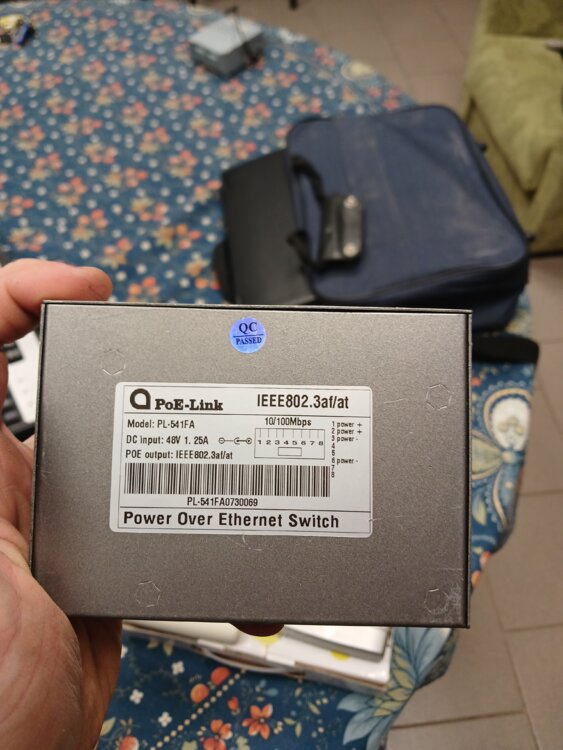 QC
PASSED
PoE-Link IEEE802.3af/at
Model: PL-541FA
DC input: 48V 1.25A
POE output: IEEE802.3af/at
10/100Mbps
1 2 3 4 5 6 7 8
1 power +
2 power +
3 power -
4
5
6 power -
7
8
PL-541FA0730069
Power Over Ethernet Switch